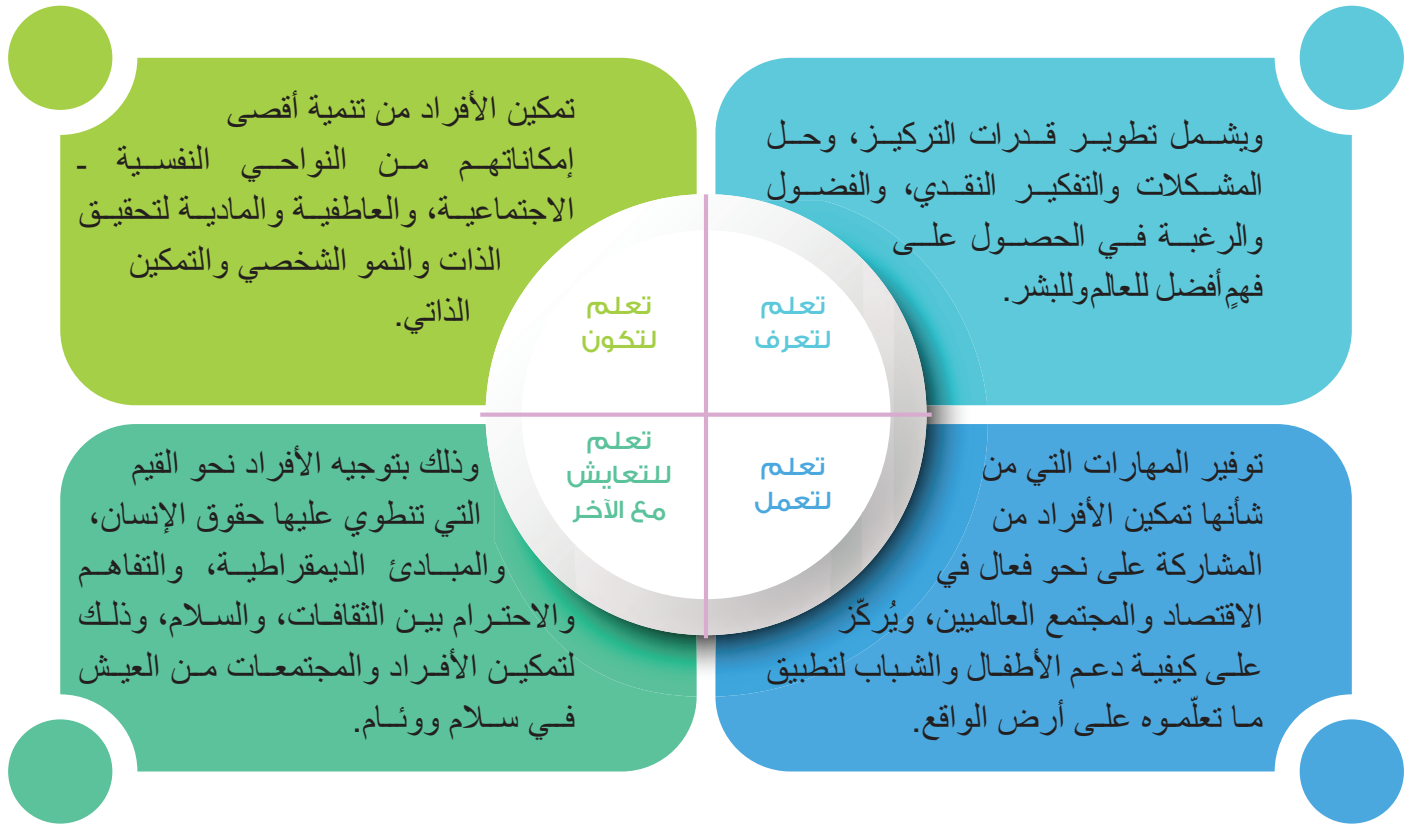 تعلم
لتعرف
ويشمل تطوير قدرات التركيز، وحل
المشكلات والتفكير النقدي، والفضول
والرغبة في الحصول على
فهمٍ أفضل للعالم وللبشر.
تعلم
لتكون
تمكين الأفراد من تنمية أقصى
إمكاناتهم من النواحي النفسية -
الاجتماعية، والعاطفية والمادية لتحقيق
الذات والنمو الشخصي والتمكين
الذاتي.
تعلم
لتعمل
توفير المهارات التي من
شأنها تمكين الأفراد من
المشاركة على نحو فعال في
الاقتصاد والمجتمع العالميين، ويُركّز
على كيفية دعم الأطفال والشباب لتطبيق
ما تعلّموه على أرض الواقع.
تعلم
للتعايش
مع الآخر
وذلك بتوجيه الأفراد نحو القيم
التي تنطوي عليها حقوق الإنسان،
والمبادئ الديمقراطية، والتفاهم
والاحترام بين الثقافات، والسلام، وذلك
لتمكين الأفراد والمجتمعات من العيش
في سلام ووئام.